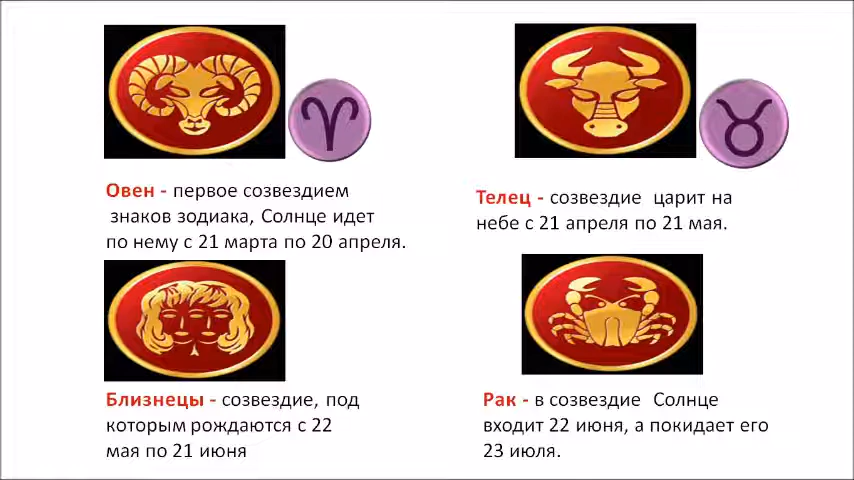 Овен - первое созвездием
знаков зодиака, Солнце идет
по нему с 21 марта по 20 апреля.
Телец - созвездие царит на
небе с 21 апреля по 21 мая.
Близнецы - созвездие, под
которым рождаются с 22
мая по 21 июня
Рак - в созвездие Солнце
входит 22 июня, а покидает его
23 июля.